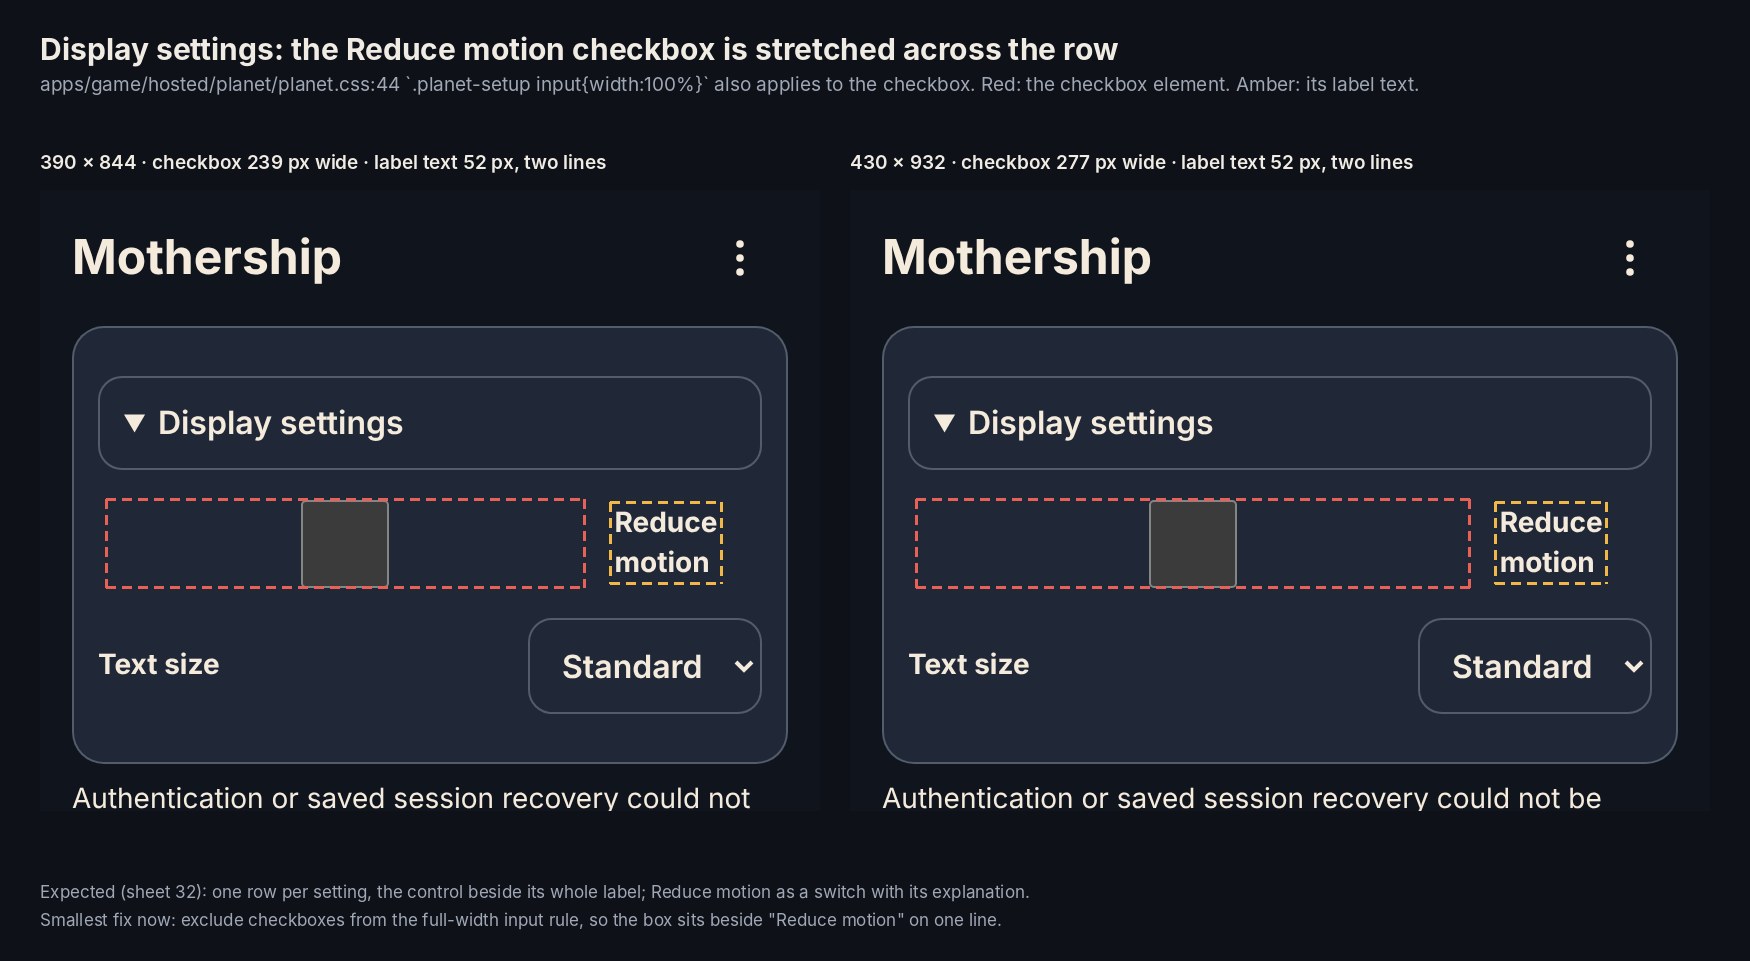 Display settings: the Reduce motion checkbox is stretched across the row
apps/game/hosted/planet/planet.css:44 `.planet-setup input{width:100%}` also applies to the checkbox. Red: the checkbox element. Amber: its label text.
390 × 844 · checkbox 239 px wide · label text 52 px, two lines
Mothership
▼ Display settings
Reduce
motion
Text size
Standard
Authentication or saved session recovery could not
430 × 932 · checkbox 277 px wide · label text 52 px, two lines
Mothership
▼ Display settings
Reduce
motion
Text size
Standard
Authentication or saved session recovery could not be
Expected (sheet 32): one row per setting, the control beside its whole label; Reduce motion as a switch with its explanation.
Smallest fix now: exclude checkboxes from the full-width input rule, so the box sits beside "Reduce motion" on one line.